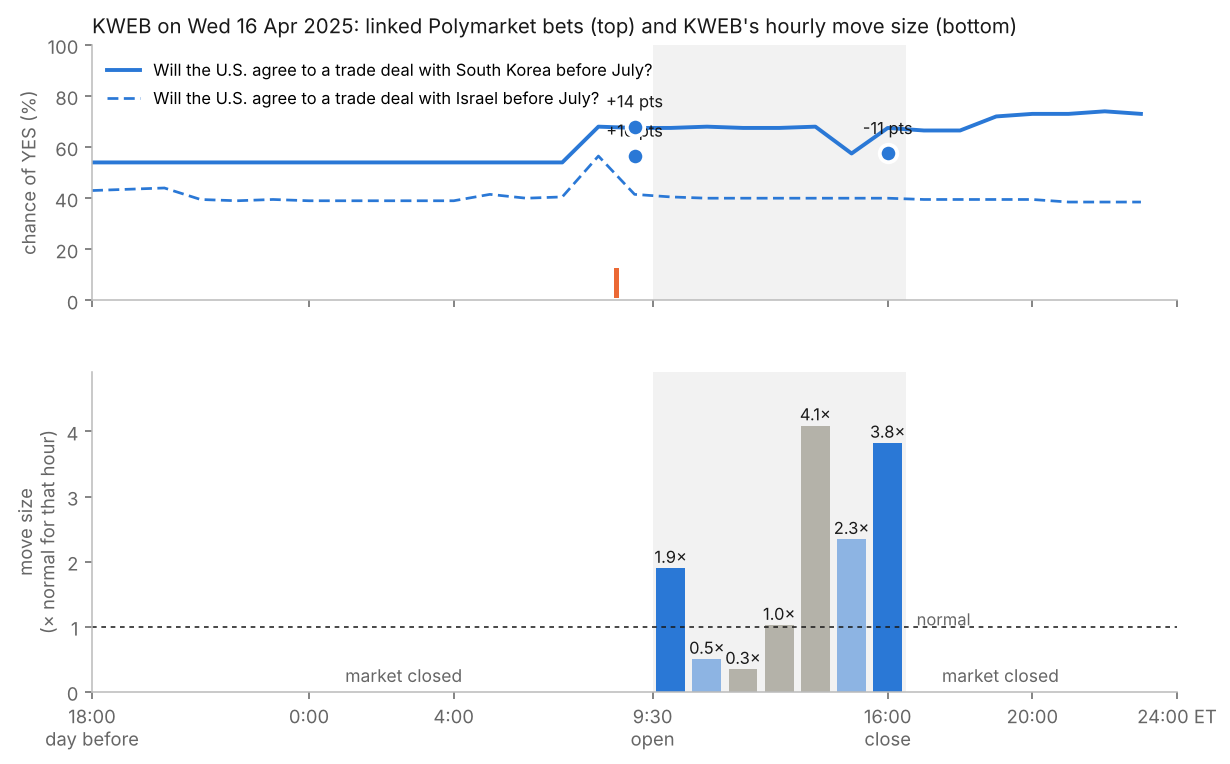 KWEB on Wed 16 Apr 2025: linked Polymarket bets (top) and KWEB's hourly move size (bottom)
100
80
60
40
20
0
chance of YES (%)
Will the U.S. agree to a trade deal with South Korea before July?
Will the U.S. agree to a trade deal with Israel before July?
+14 pts
pts
-11 pts
4
3
2
1
0
move size
(× normal for that hour)
1.9×
0.5×
0.3×
1.0×
4.1×
2.3×
3.8×
normal
market closed
market closed
18:00
day before
0:00
4:00
9:30
open
16:00
close
20:00
24:00 ET